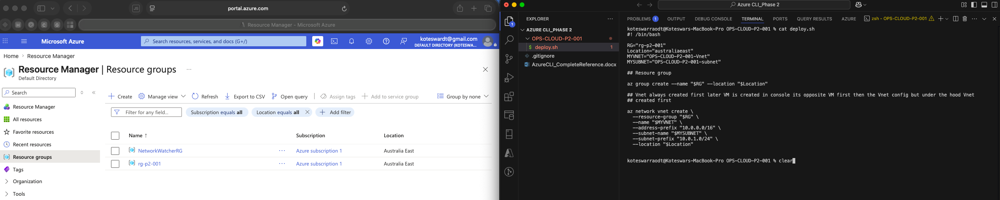 portal.azure.com
JS
H
C
G
Resource Manager - Microsoft Azure
Microsoft Azure
Search resources, services, and docs (G+/)
koteswardt@gmail.com
DEFAULT DIRECTORY (KOTESWA...
Home > Resource Manager
Resource Manager | Resource groups ...
Default Directory
Search
Resource Manager
All resources
Favorite resources
Recent resources
Resource groups
Tags
Organization
Tools
Create
Manage view
Refresh
Export to CSV
Open query
Assign tags
Add to service group
Group by none
Filter for any field...
Subscription equals all
Location equals all
Add filter
Name ↑ Subscription Location
NetworkWatcherRG ... Azure subscription 1 Australia East
rg-p2-001 ... Azure subscription 1 Australia East
Azure CLI_Phase 2
1
EXPLORER ...
AZURE CLI_PHASE 2
OPS-CLOUD-P2-001
$ deploy.sh 1
.gitignore
AzureCLI_CompleteReference.docx
PROBLEMS 1 OUTPUT DEBUG CONSOLE TERMINAL PORTS QUERY RESULTS AZURE zsh - OPS-CLOUD-P2-001
koteswarraodt@Koteswars-MacBook-Pro OPS-CLOUD-P2-001 % cat deploy.sh
#! /bin/bash
RG="rg-p2-001"
Location="australiaeast"
MYVNET="OPS-CLOUD-P2-001-Vnet"
MYSUBNET="OPS-CLOUD-P2-001-subnet"
## Resoure group
az group create --name "$RG" --location "$Location"
## Vnet always created first later VM is created in console its opposite VM first then the Vnet config but under the hood Vnet
## created first
az network vnet create \
--resource-group "$RG" \
--name "$MYVNET" \
--address-prefix "10.0.0.0/16" \
--subnet-name "$MYSUBNET" \
--subnet-prefix "10.0.1.0/24" \
--location "$Location"
koteswarraodt@Koteswars-MacBook-Pro OPS-CLOUD-P2-001 % clear